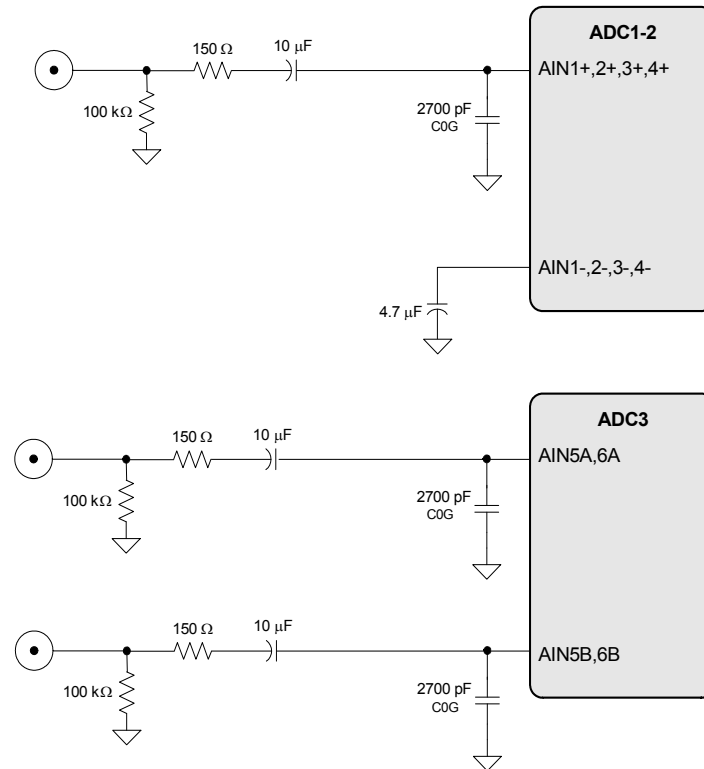 ADC1-2
150 Ω
10 μF
AIN1+,2+,3+,4+
100 kΩ
2700 pF
C0G
AIN1-,2-,3-,4-
4.7 μF
ADC3
150 Ω
10 μF
AIN5A,6A
100 kΩ
2700 pF
C0G
150 Ω
10 μF
AIN5B,6B
100 kΩ
2700 pF
C0G